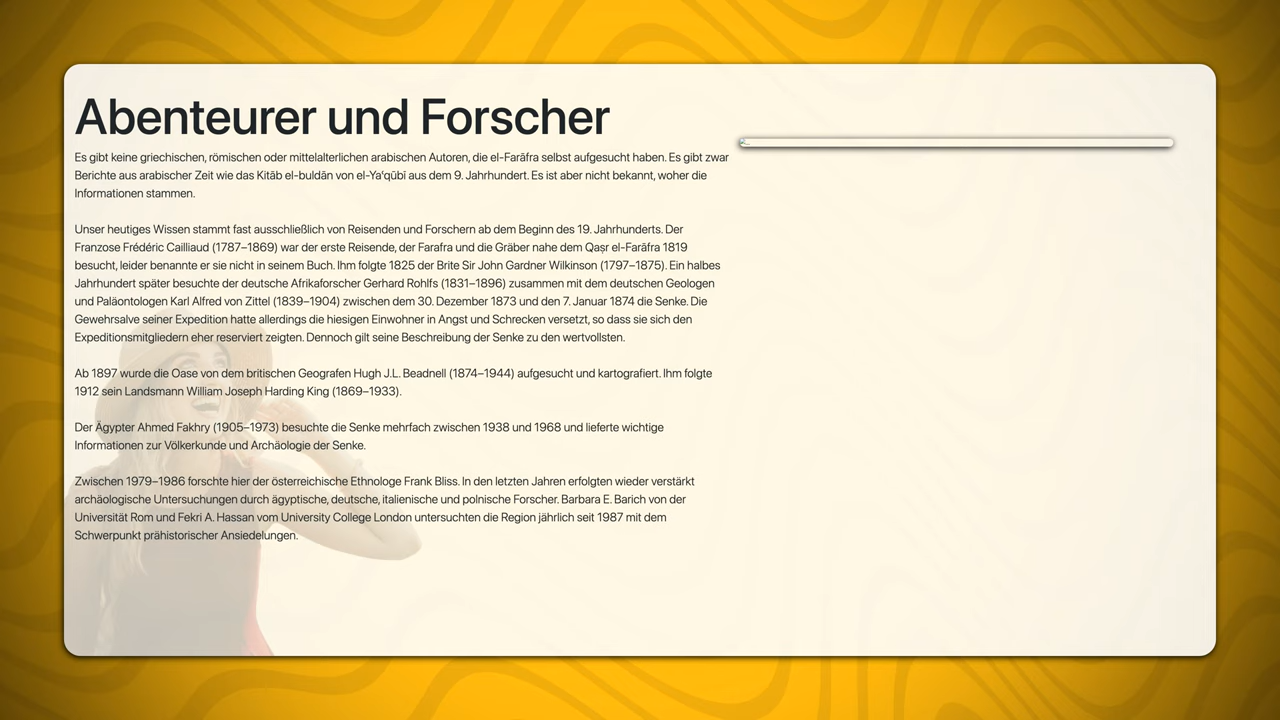 Abenteurer und Forscher
Es gibt keine griechischen, römischen oder mittelalterlichen arabischen Autoren, die el-Farāfra selbst aufgesucht haben. Es gibt zwar
Berichte aus arabischer Zeit wie das Kitāb el-buldān von el-Yaʿqūbī aus dem 9. Jahrhundert. Es ist aber nicht bekannt, woher die
Informationen stammen.
Unser heutiges Wissen stammt fast ausschließlich von Reisenden und Forschern ab dem Beginn des 19. Jahrhunderts. Der
Franzose Frédéric Cailliaud (1787–1869) war der erste Reisende, der Farafra und die Gräber nahe dem Qaṣr el-Farāfra 1819
besucht, leider benannte er sie nicht in seinem Buch. Ihm folgte 1825 der Brite Sir John Gardner Wilkinson (1797–1875). Ein halbes
Jahrhundert später besuchte der deutsche Afrikaforscher Gerhard Rohlfs (1831–1896) zusammen mit dem deutschen Geologen
und Paläontologen Karl Alfred von Zittel (1839–1904) zwischen dem 30. Dezember 1873 und den 7. Januar 1874 die Senke. Die
Gewehrsalve seiner Expedition hatte allerdings die hiesigen Einwohner in Angst und Schrecken versetzt, so dass sie sich den
Expeditionsmitgliedern eher reserviert zeigten. Dennoch gilt seine Beschreibung der Senke zu den wertvollsten.
Ab 1897 wurde die Oase von dem britischen Geografen Hugh J.L. Beadnell (1874–1944) aufgesucht und kartografiert. Ihm folgte
1912 sein Landsmann William Joseph Harding King (1869–1933).
Der Ägypter Ahmed Fakhry (1905–1973) besuchte die Senke mehrfach zwischen 1938 und 1968 und lieferte wichtige
Informationen zur Völkerkunde und Archäologie der Senke.
Zwischen 1979–1986 forschte hier der österreichische Ethnologe Frank Bliss. In den letzten Jahren erfolgten wieder verstärkt
archäologische Untersuchungen durch ägyptische, deutsche, italienische und polnische Forscher. Barbara E. Barich von der
Universität Rom und Fekri A. Hassan vom University College London untersuchten die Region jährlich seit 1987 mit dem
Schwerpunkt prähistorischer Ansiedelungen.